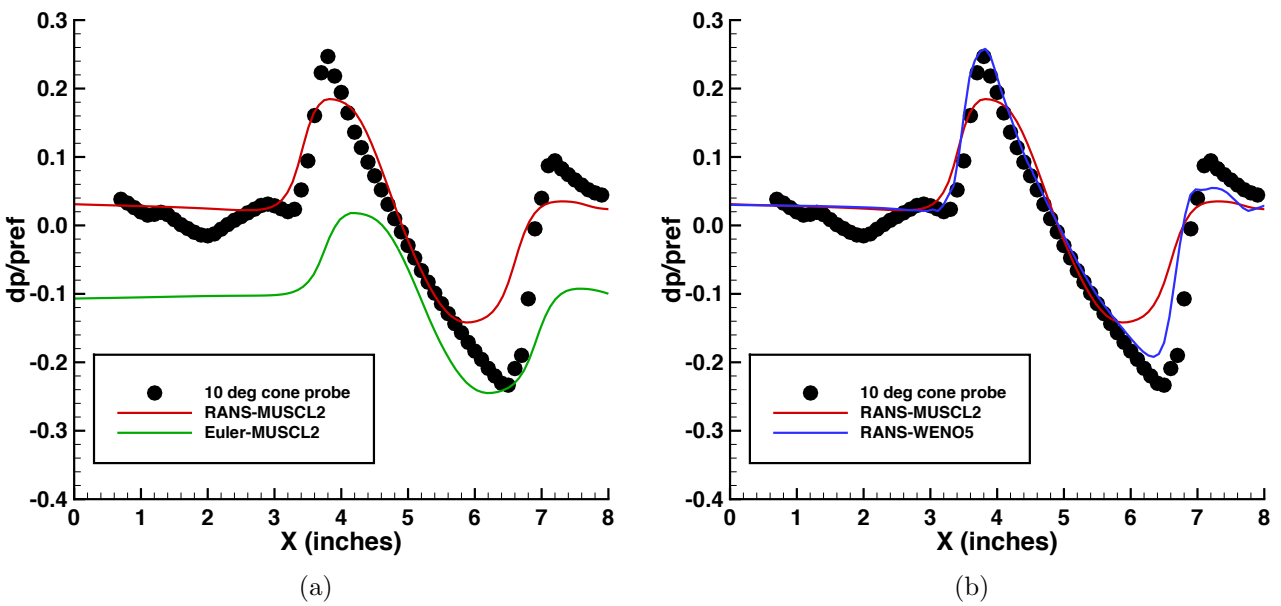 0.3
0.2
0.1
0.0
-0.1
-0.2
-0.3
-0.4
dp/pref
0 1 2 3 4 5 6 7 8
X (inches)
10 deg cone probe
RANS-MUSCL2
Euler-MUSCL2
(a)
0.3
0.2
0.1
0.0
-0.1
-0.2
-0.3
-0.4
dp/pref
0 1 2 3 4 5 6 7 8
X (inches)
10 deg cone probe
RANS-MUSCL2
RANS-WENO5
(b)